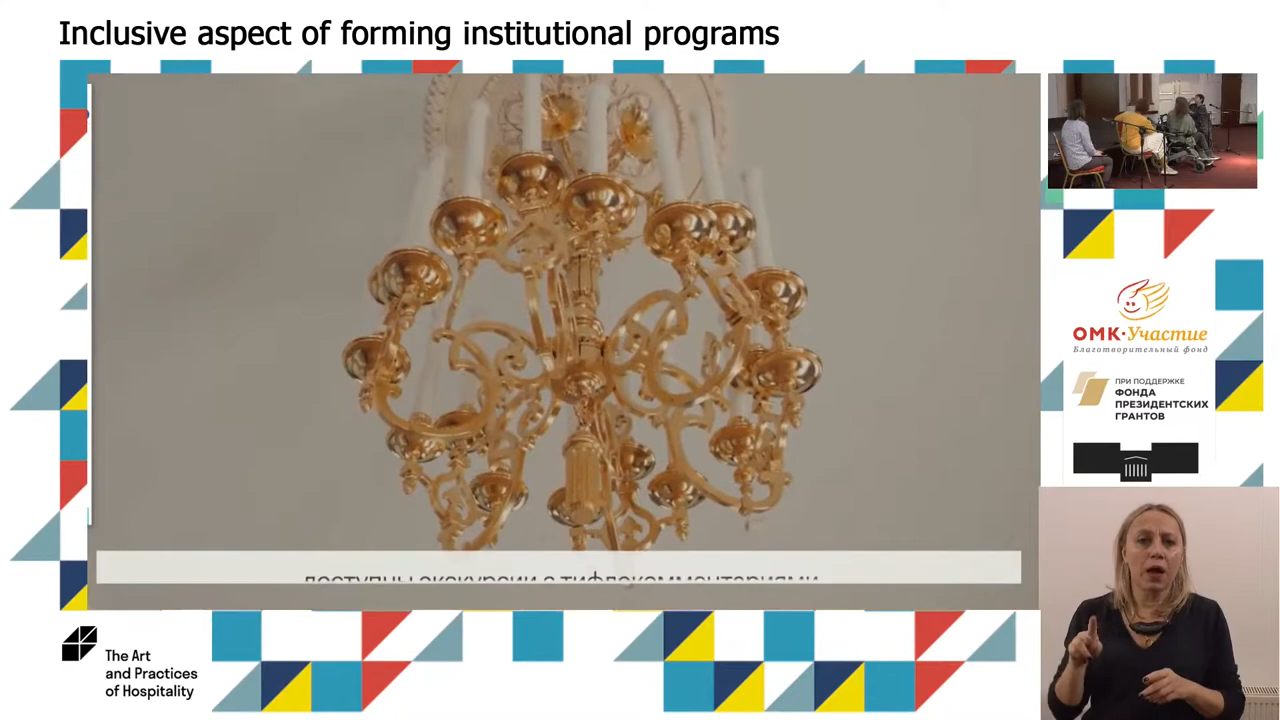 Inclusive aspect of forming institutional programs
ОМК·Участие
Благотворительный фонд
ПРИ ПОДДЕРЖКЕ
ФОНДА
ПРЕЗИДЕНТСКИХ
ГРАНТОВ
доступны экскурсии с тифлокомментариями
The Art
and Practices
of Hospitality